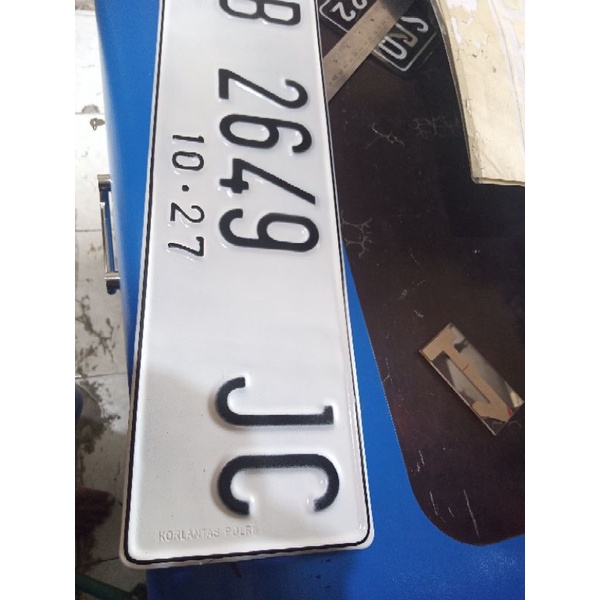 B 2649 JC
10·27
KORLANTAS POLRI